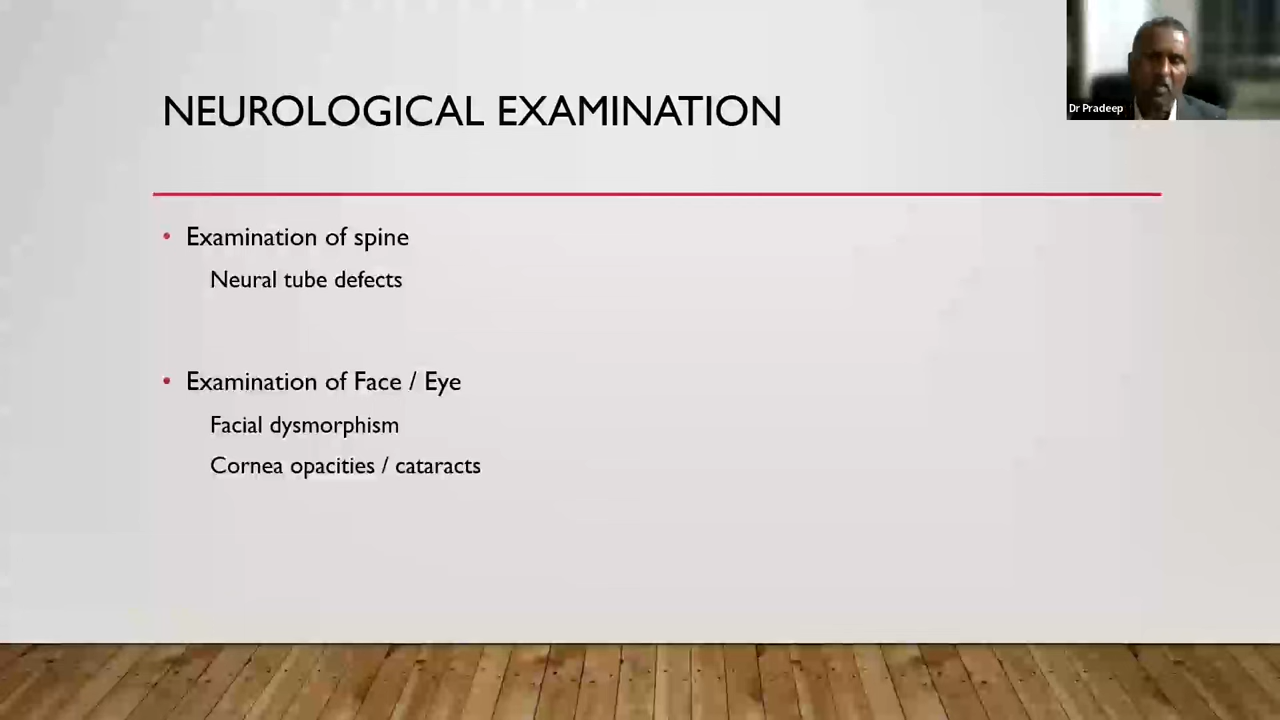 NEUROLOGICAL EXAMINATION
Dr Pradeep
• Examination of spine
Neural tube defects
• Examination of Face / Eye
Facial dysmorphism
Cornea opacities / cataracts